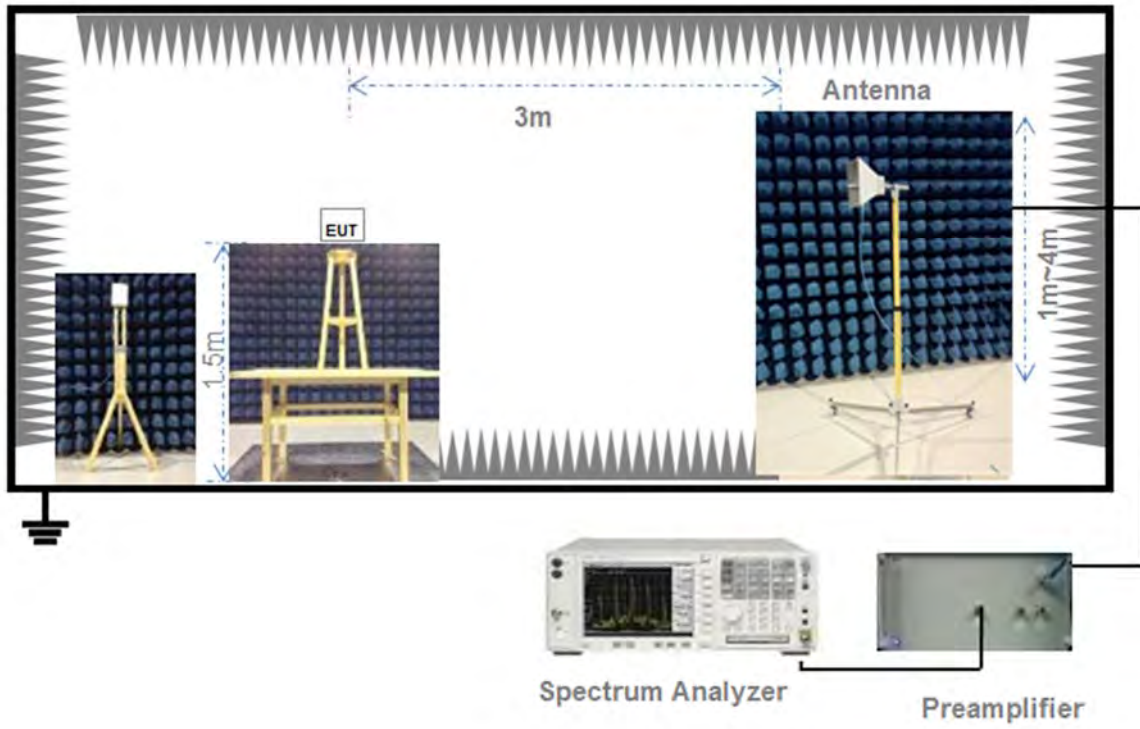 Antenna
3m
EUT
1.5m
1m~4m
Spectrum Analyzer
Preamplifier